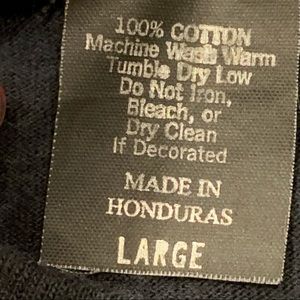 100% COTTON
Machine Wash Warm
Tumble Dry Low
Do Not Iron,
Bleach, or
Dry Clean
If Decorated
MADE IN
HONDURAS
LARGE